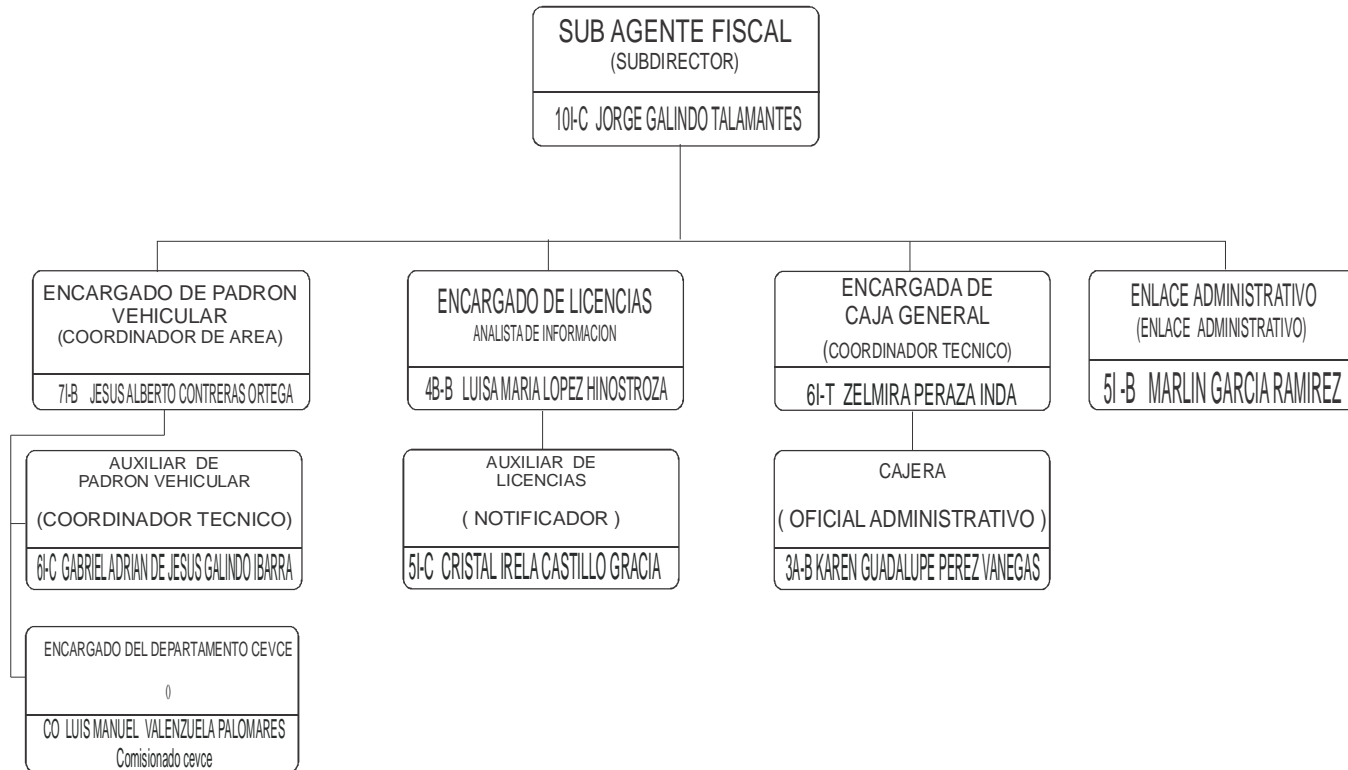 SUB AGENTE FISCAL
(SUBDIRECTOR)
10I-C JORGE GALINDO TALAMANTES
ENCARGADO DE PADRON
VEHICULAR
(COORDINADOR DE AREA)
7I-B JESUS ALBERTO CONTRERAS ORTEGA
ENCARGADO DE LICENCIAS
ANALISTA DE INFORMACION
4B-B LUISA MARIA LOPEZ HINOSTROZA
ENCARGADA DE
CAJA GENERAL
(COORDINADOR TECNICO)
6I-T ZELMIRA PERAZA INDA
ENLACE ADMINISTRATIVO
(ENLACE ADMINISTRATIVO)
5I -B MARLIN GARCIA RAMIREZ
AUXILIAR DE
PADRON VEHICULAR
(COORDINADOR TECNICO)
6I-C GABRIEL ADRIAN DE JESUS GALINDO IBARRA
AUXILIAR DE
LICENCIAS
( NOTIFICADOR )
5I-C CRISTAL IRELA CASTILLO GRACIA
CAJERA
( OFICIAL ADMINISTRATIVO )
3A-B KAREN GUADALUPE PEREZ VANEGAS
ENCARGADO DEL DEPARTAMENTO CEVCE
()
CO LUIS MANUEL VALENZUELA PALOMARES
Comisionado cevce